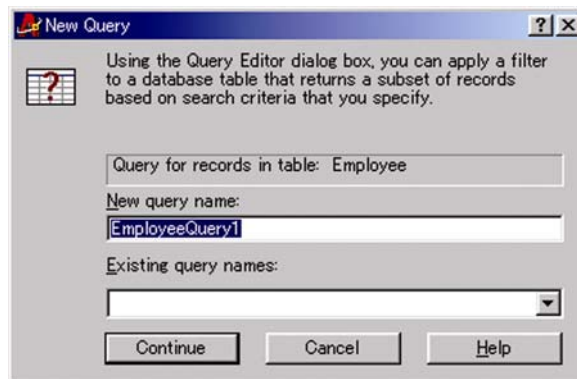 New Query
Using the Query Editor dialog box, you can apply a filter
to a database table that returns a subset of records
based on search criteria that you specify.
Query for records in table: Employee
New query name:
EmployeeQuery1
Existing query names:
Continue
Cancel
Help